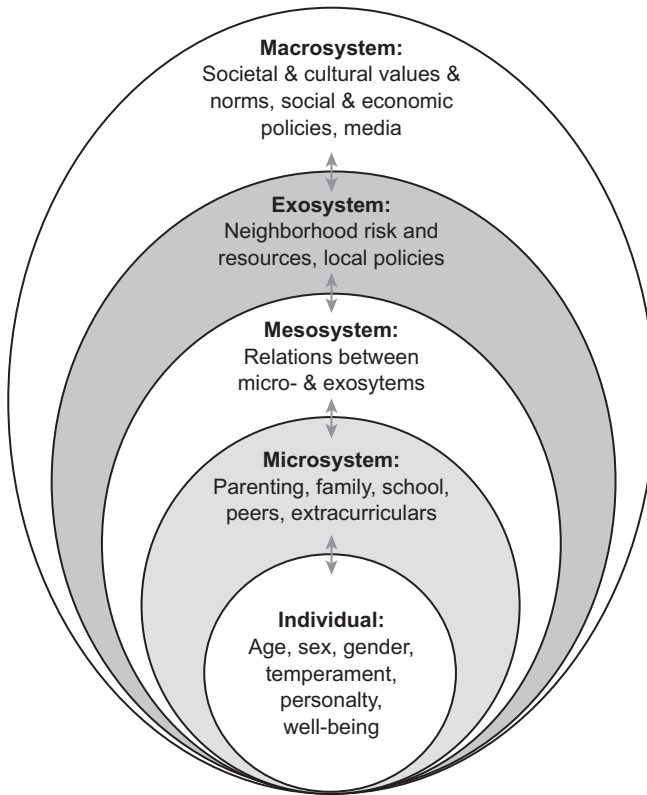 Macrosystem:
Societal & cultural values &
norms, social & economic
policies, media
Exosystem:
Neighborhood risk and
resources, local policies
Mesosystem:
Relations between
micro- & exosytems
Microsystem:
Parenting, family, school,
peers, extracurriculars
Individual:
Age, sex, gender,
temperament,
personalty,
well-being